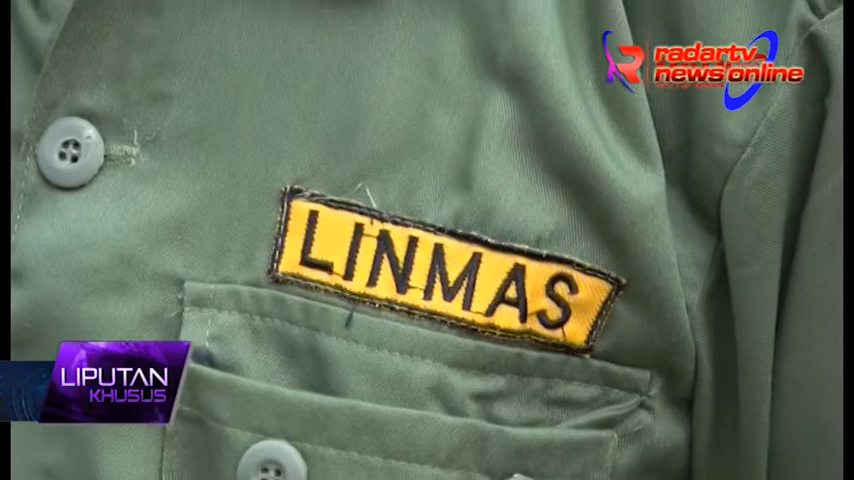 radartv
news online
LINMAS
LIPUTAN
KHUSUS